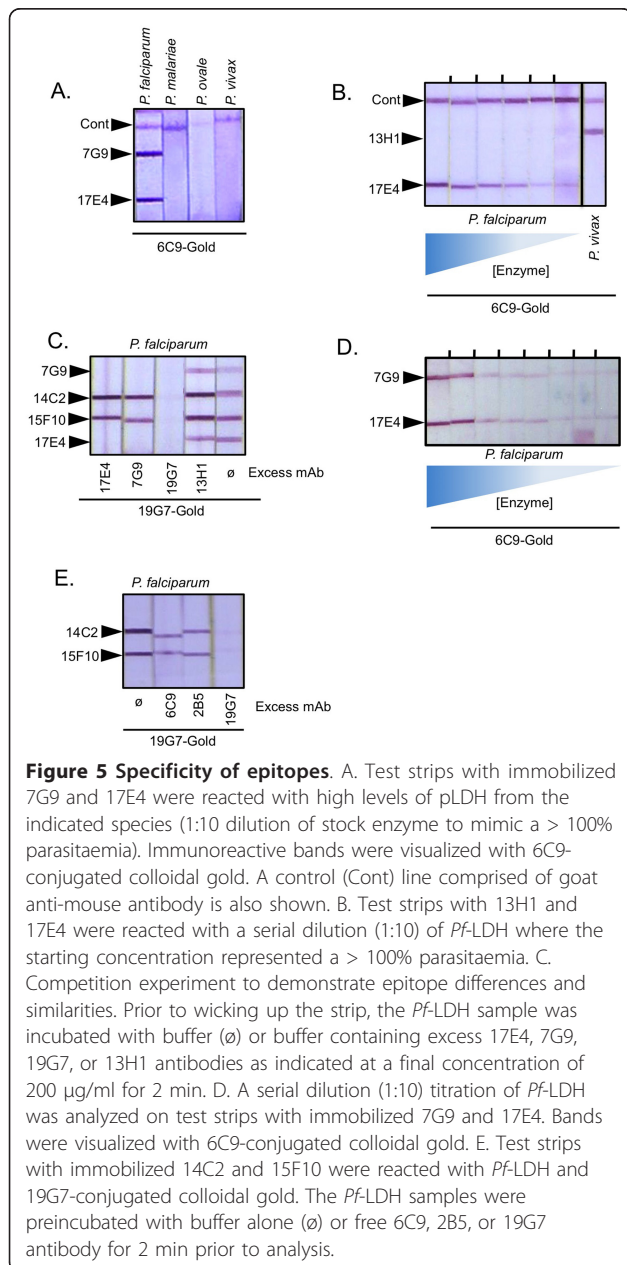 A.
P. falciparum
P. malariae
P. ovale
P. vivax
Cont
7G9
17E4
6C9-Gold
B.
Cont
13H1
17E4
P. falciparum
P. vivax
[Enzyme]
6C9-Gold
C.
P. falciparum
7G9
14C2
15F10
17E4
17E4
7G9
19G7
13H1
ø
Excess mAb
19G7-Gold
D.
7G9
17E4
P. falciparum
[Enzyme]
6C9-Gold
E.
P. falciparum
14C2
15F10
ø
6C9
2B5
19G7
Excess mAb
19G7-Gold
Figure 5 Specificity of epitopes. A. Test strips with immobilized
7G9 and 17E4 were reacted with high levels of pLDH from the
indicated species (1:10 dilution of stock enzyme to mimic a > 100%
parasitaemia). Immunoreactive bands were visualized with 6C9-
conjugated colloidal gold. A control (Cont) line comprised of goat
anti-mouse antibody is also shown. B. Test strips with 13H1 and
17E4 were reacted with a serial dilution (1:10) of Pf-LDH where the
starting concentration represented a > 100% parasitaemia. C.
Competition experiment to demonstrate epitope differences and
similarities. Prior to wicking up the strip, the Pf-LDH sample was
incubated with buffer (ø) or buffer containing excess 17E4, 7G9,
19G7, or 13H1 antibodies as indicated at a final concentration of
200 μg/ml for 2 min. D. A serial dilution (1:10) titration of Pf-LDH
was analyzed on test strips with immobilized 7G9 and 17E4. Bands
were visualized with 6C9-conjugated colloidal gold. E. Test strips
with immobilized 14C2 and 15F10 were reacted with Pf-LDH and
19G7-conjugated colloidal gold. The Pf-LDH samples were
preincubated with buffer alone (ø) or free 6C9, 2B5, or 19G7
antibody for 2 min prior to analysis.